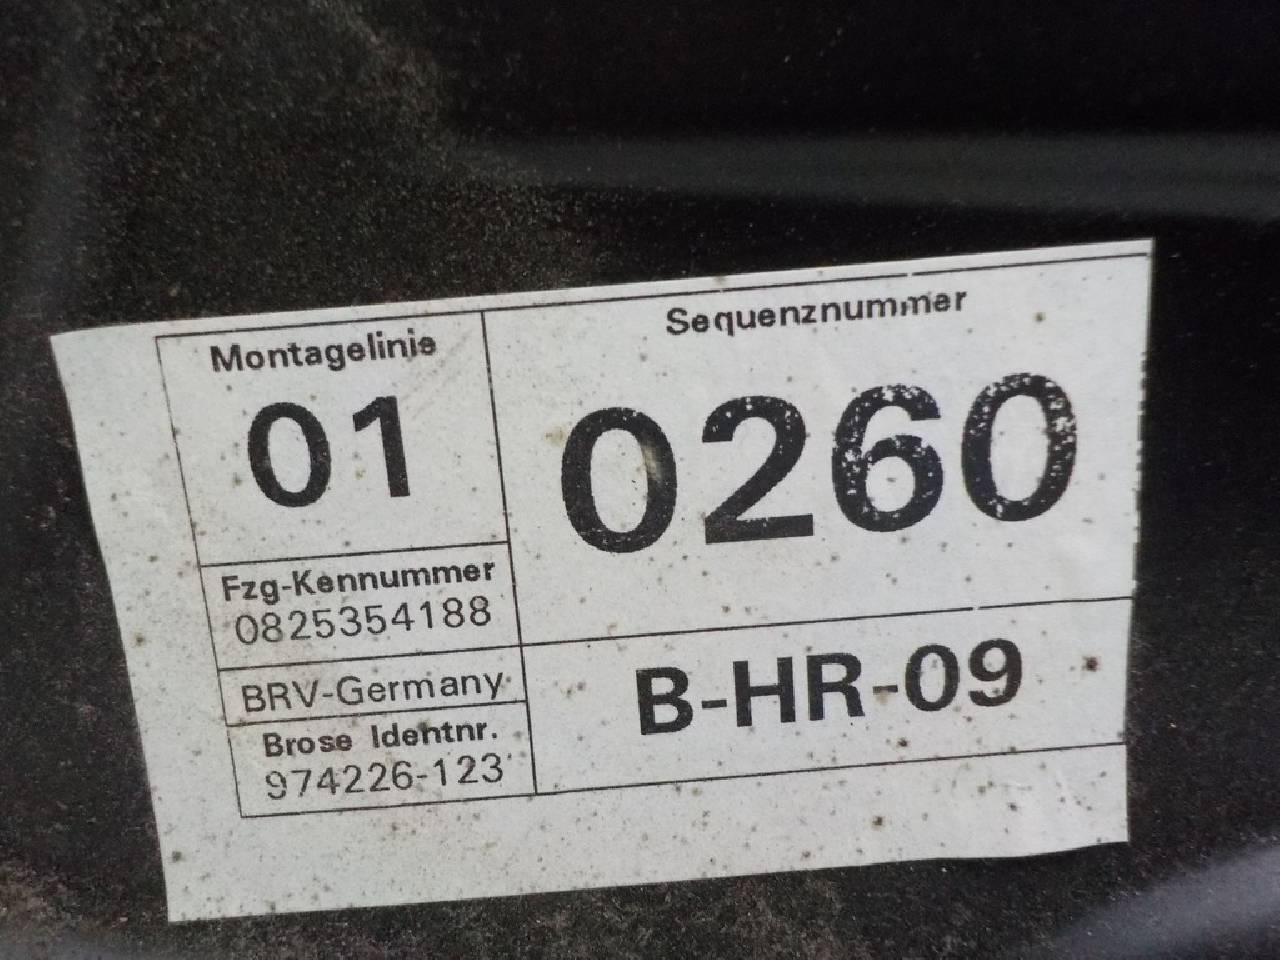 Montagelinie
01
Sequenznummer
0260
Fzg-Kennummer
0825354188
BRV-Germany
Brose Identnr.
974226-123
B-HR-09